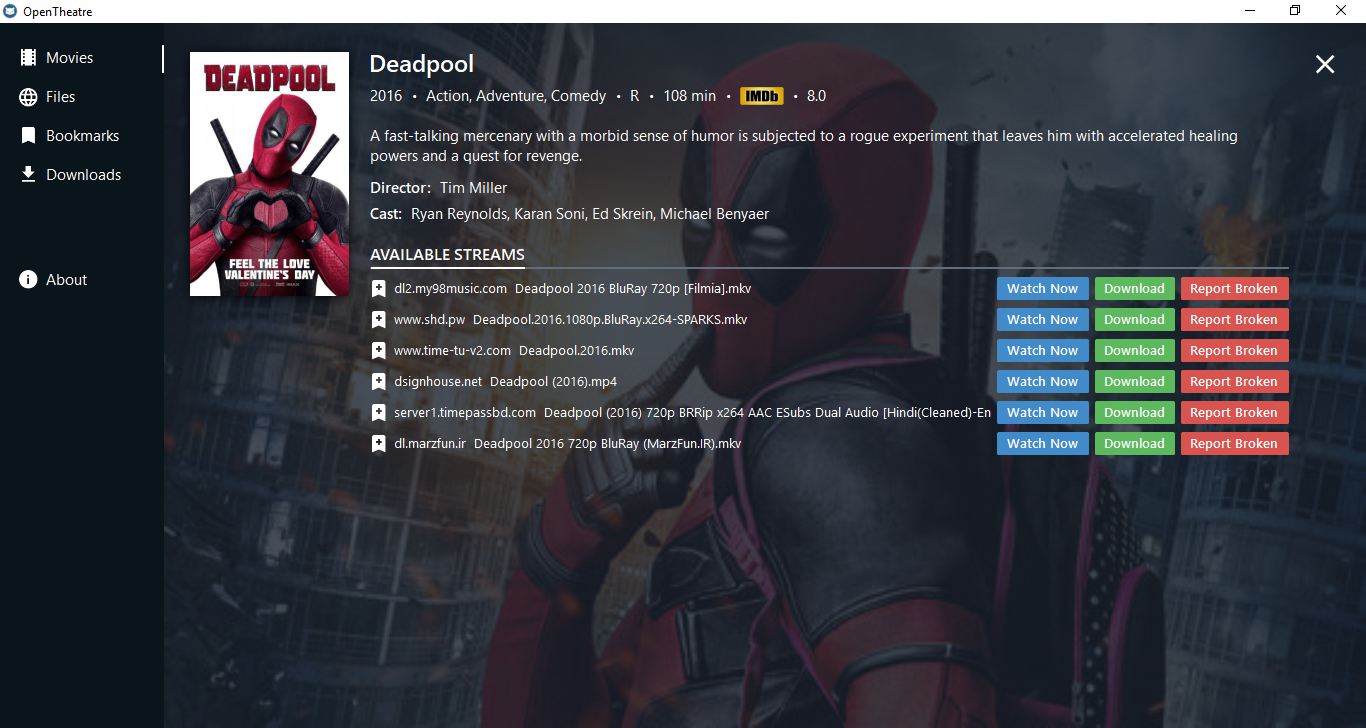 OpenTheatre
Movies
Files
Bookmarks
Downloads
About
DEADPOOL
FEEL THE LOVE
VALENTINE'S DAY
Deadpool
2016 • Action, Adventure, Comedy • R • 108 min • IMDb • 8.0
A fast-talking mercenary with a morbid sense of humor is subjected to a rogue experiment that leaves him with accelerated healing
powers and a quest for revenge.
Director: Tim Miller
Cast: Ryan Reynolds, Karan Soni, Ed Skrein, Michael Benyaer
AVAILABLE STREAMS
dl2.my98music.com Deadpool 2016 BluRay 720p [Filmia].mkv Watch Now Download Report Broken
www.shd.pw Deadpool.2016.1080p.BluRay.x264-SPARKS.mkv Watch Now Download Report Broken
www.time-tu-v2.com Deadpool.2016.mkv Watch Now Download Report Broken
dsignhouse.net Deadpool (2016).mp4 Watch Now Download Report Broken
server1.timepassbd.com Deadpool (2016) 720p BRRip x264 AAC ESubs Dual Audio [Hindi(Cleaned)-En Watch Now Download Report Broken
dl.marzfun.ir Deadpool 2016 720p BluRay (MarzFun.IR).mkv Watch Now Download Report Broken